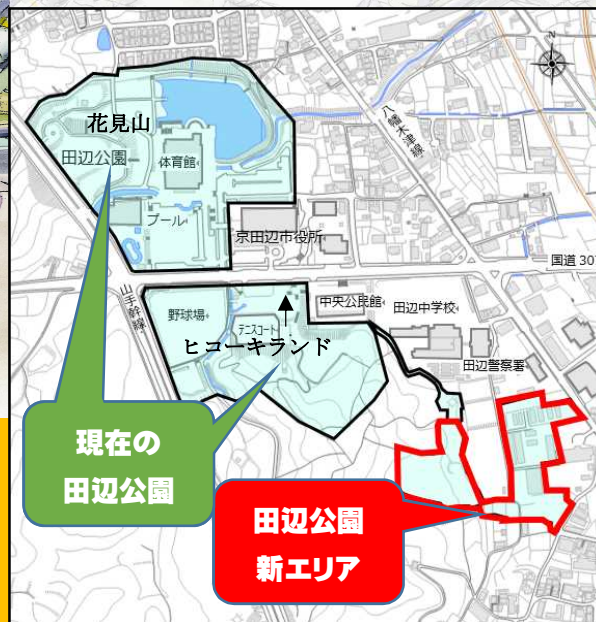 N
花見山
田辺公園
体育館
プール
八幡木津線
京田辺市役所
国道 307
山手幹線
野球場
テニスコート
中央公民館
田辺中学校
ヒコーキランド
田辺警察署
現在の
田辺公園
田辺公園
新エリア